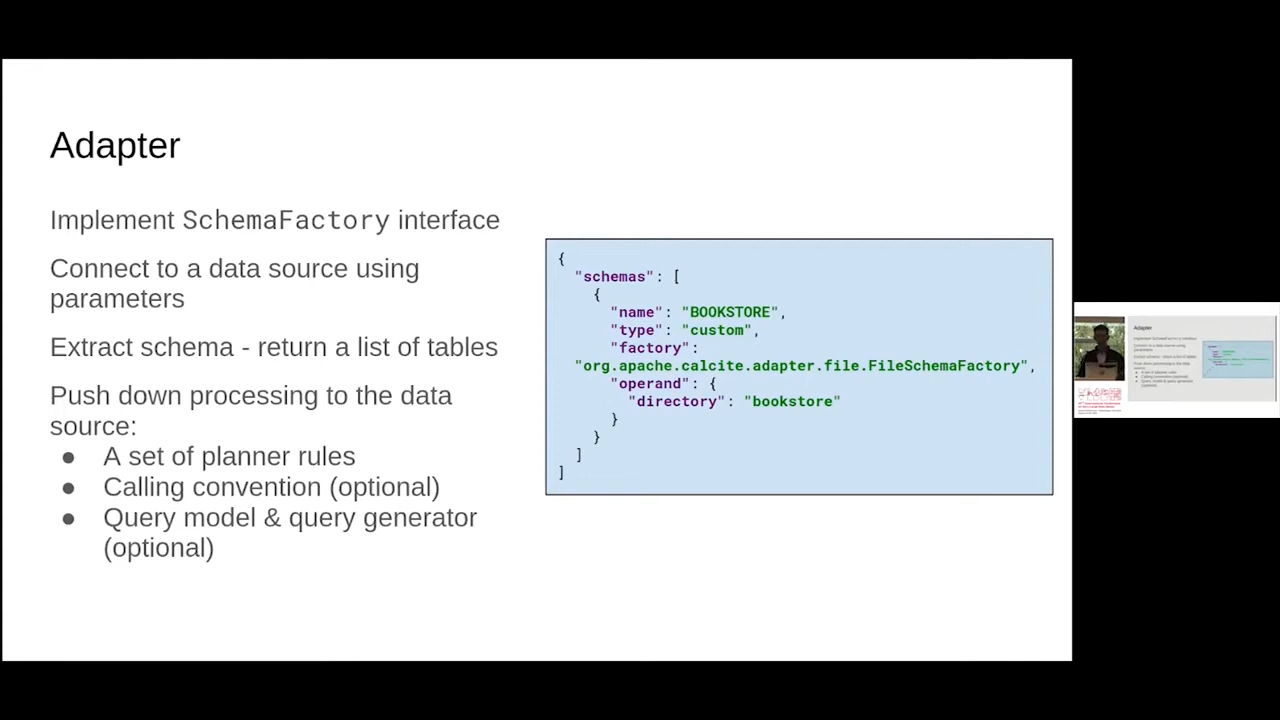 Adapter
Implement SchemaFactory interface
Connect to a data source using
parameters
Extract schema - return a list of tables
Push down processing to the data
source:
● A set of planner rules
● Calling convention (optional)
● Query model & query generator
(optional)
{
"schemas": [
{
"name": "BOOKSTORE",
"type": "custom",
"factory":
"org.apache.calcite.adapter.file.FileSchemaFactory",
"operand": {
"directory": "bookstore"
}
}
]
]
Adapter